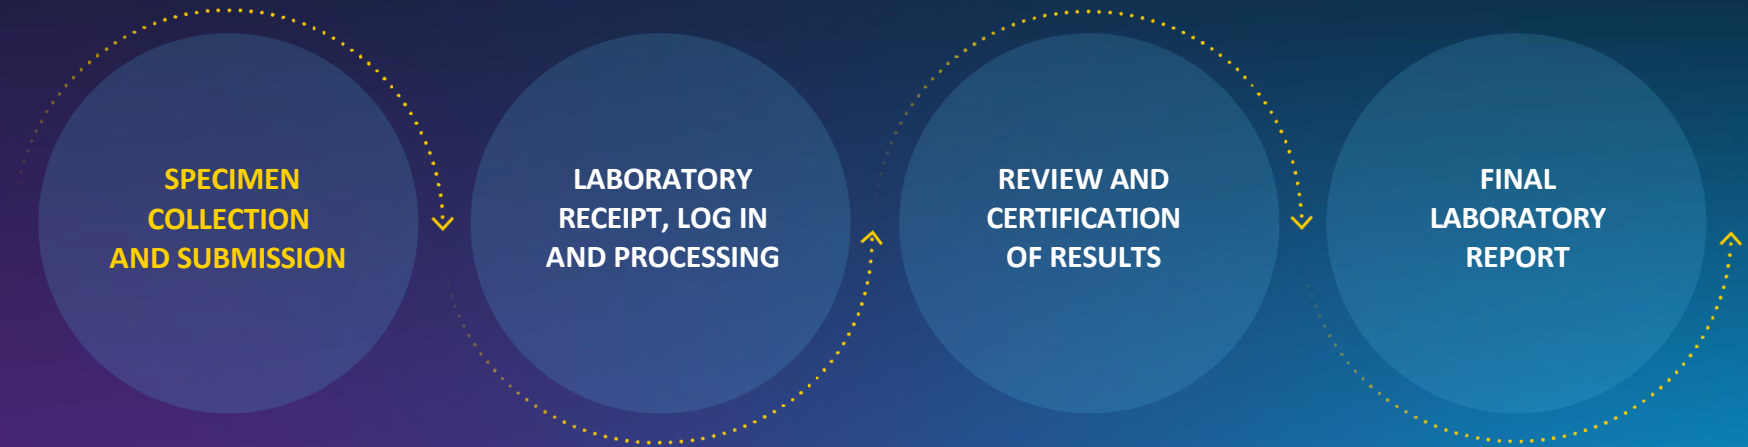 SPECIMEN
COLLECTION
AND SUBMISSION
LABORATORY
RECEIPT, LOG IN
AND PROCESSING
REVIEW AND
CERTIFICATION
OF RESULTS
FINAL
LABORATORY
REPORT